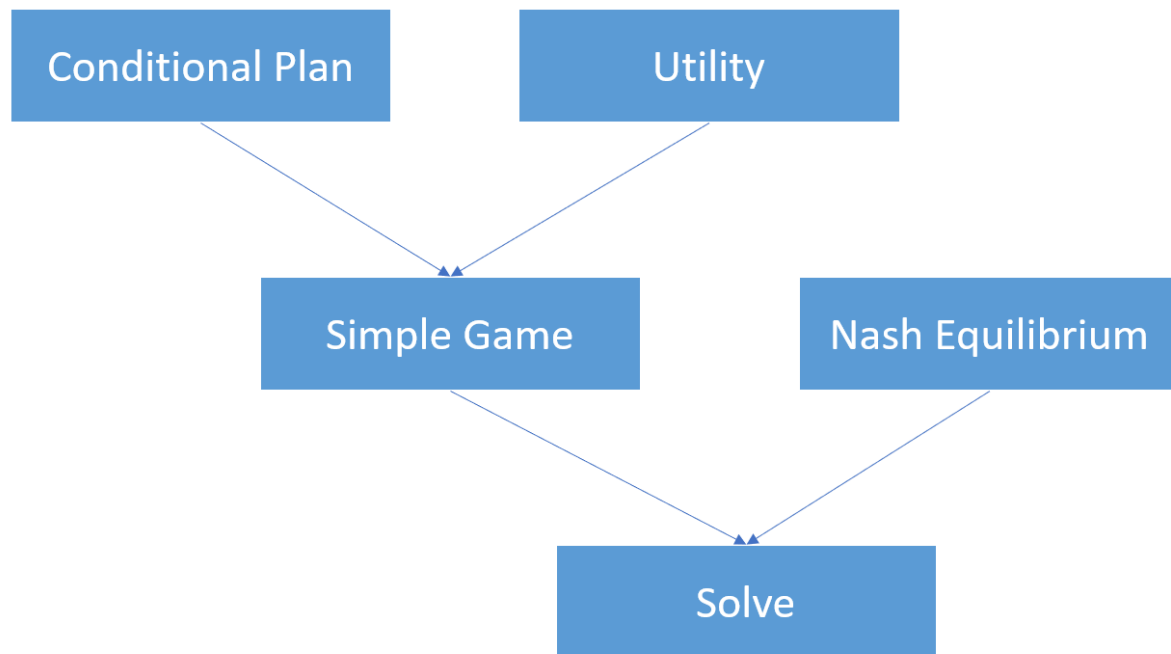 Conditional Plan
Utility
Simple Game
Nash Equilibrium
Solve